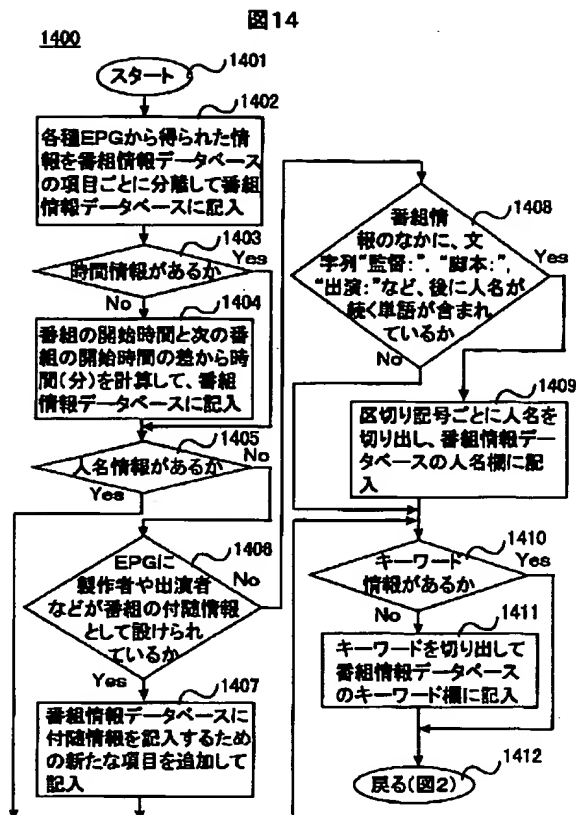 図14
1400
スタート
1401
1402
各種EPGから得られた情
報を番組情報データベース
の項目ごとに分離して番組
情報データベースに記入
1403
時間情報があるか
Yes
No
1404
番組の開始時間と次の番
組の開始時間の差から時
間(分)を計算して、番組
情報データベースに記入
1405
人名情報があるか
No
Yes
1406
EPGに
製作者や出演者
などが番組の付随情報
として設けられ
ているか
No
Yes
1407
番組情報データベースに
付随情報を記入するため
の新たな項目を追加して
記入
1408
番組情
報のなかに、文
字列“監督:”, “脚本:”,
“出演:”など、後に人名が
続く単語が含まれ
ているか
Yes
No
1409
区切り記号ごとに人名を
切り出し、番組情報デー
タベースの人名欄に記
入
1410
キーワード
情報があるか
Yes
No
1411
キーワードを切り出して
番組情報データベース
のキーワード欄に記入
1412
戻る(図2)